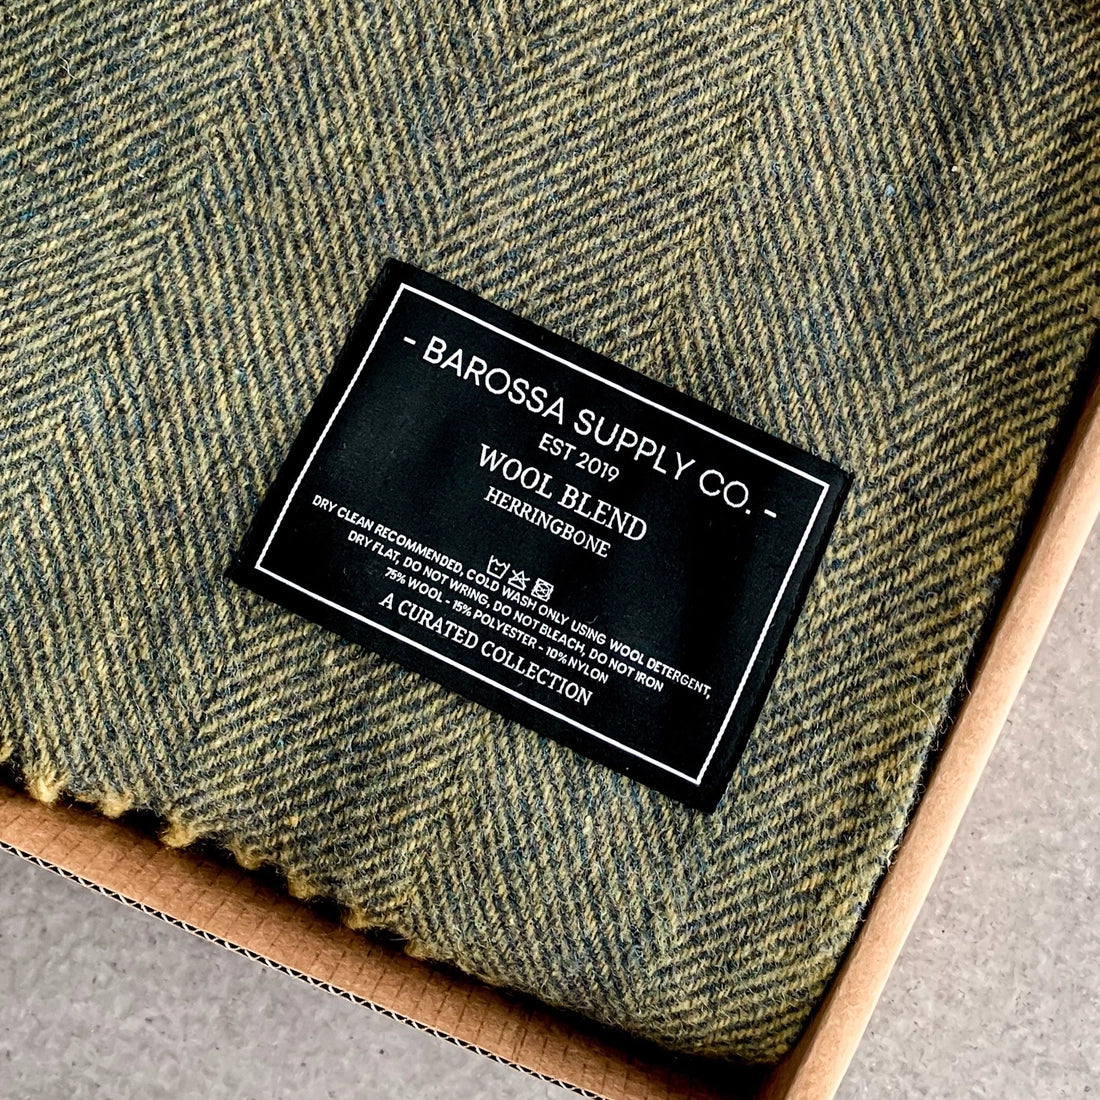 - BAROSSA SUPPLY CO. -
EST 2019
WOOL BLEND
HERRINGBONE
DRY CLEAN RECOMMENDED, COLD WASH ONLY USING WOOL DETERGENT,
DRY FLAT, DO NOT WRING, DO NOT BLEACH, DO NOT IRON
75% WOOL - 15% POLYESTER - 10% NYLON
A CURATED COLLECTION